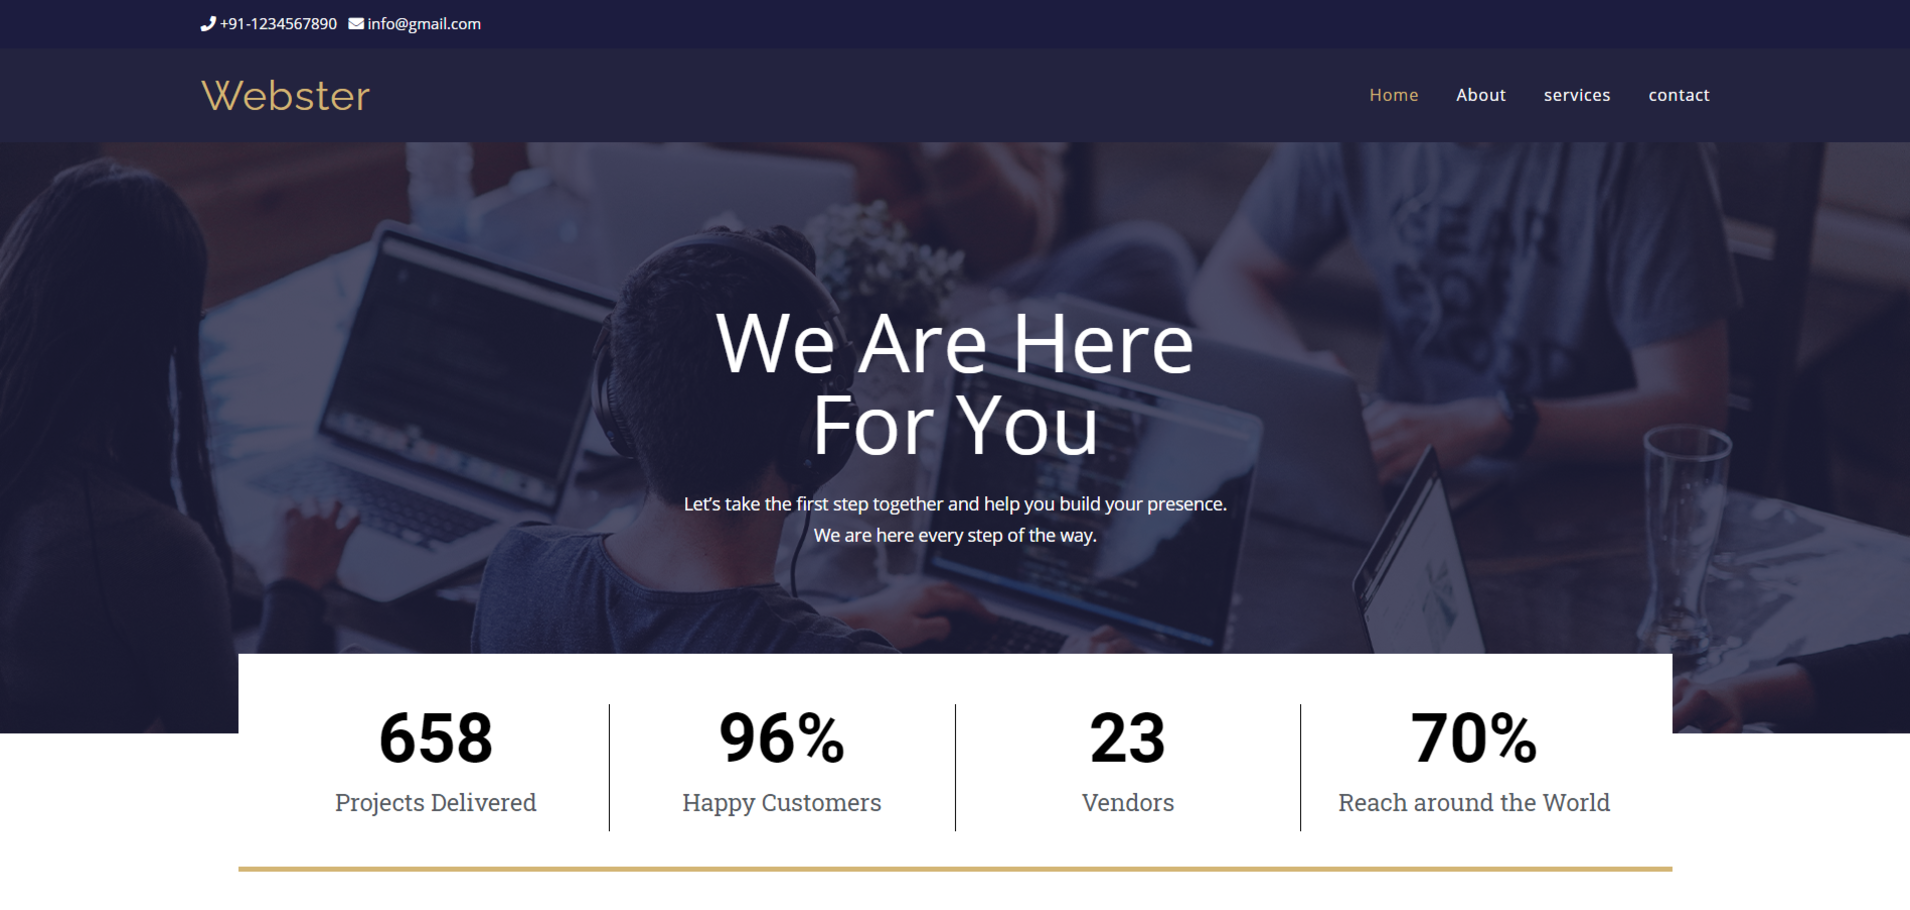 +91-1234567890 info@gmail.com
Webster
Home About services contact
We Are Here
For You
Let's take the first step together and help you build your presence.
We are here every step of the way.
658 96% 23 70%
Projects Delivered Happy Customers Vendors Reach around the World